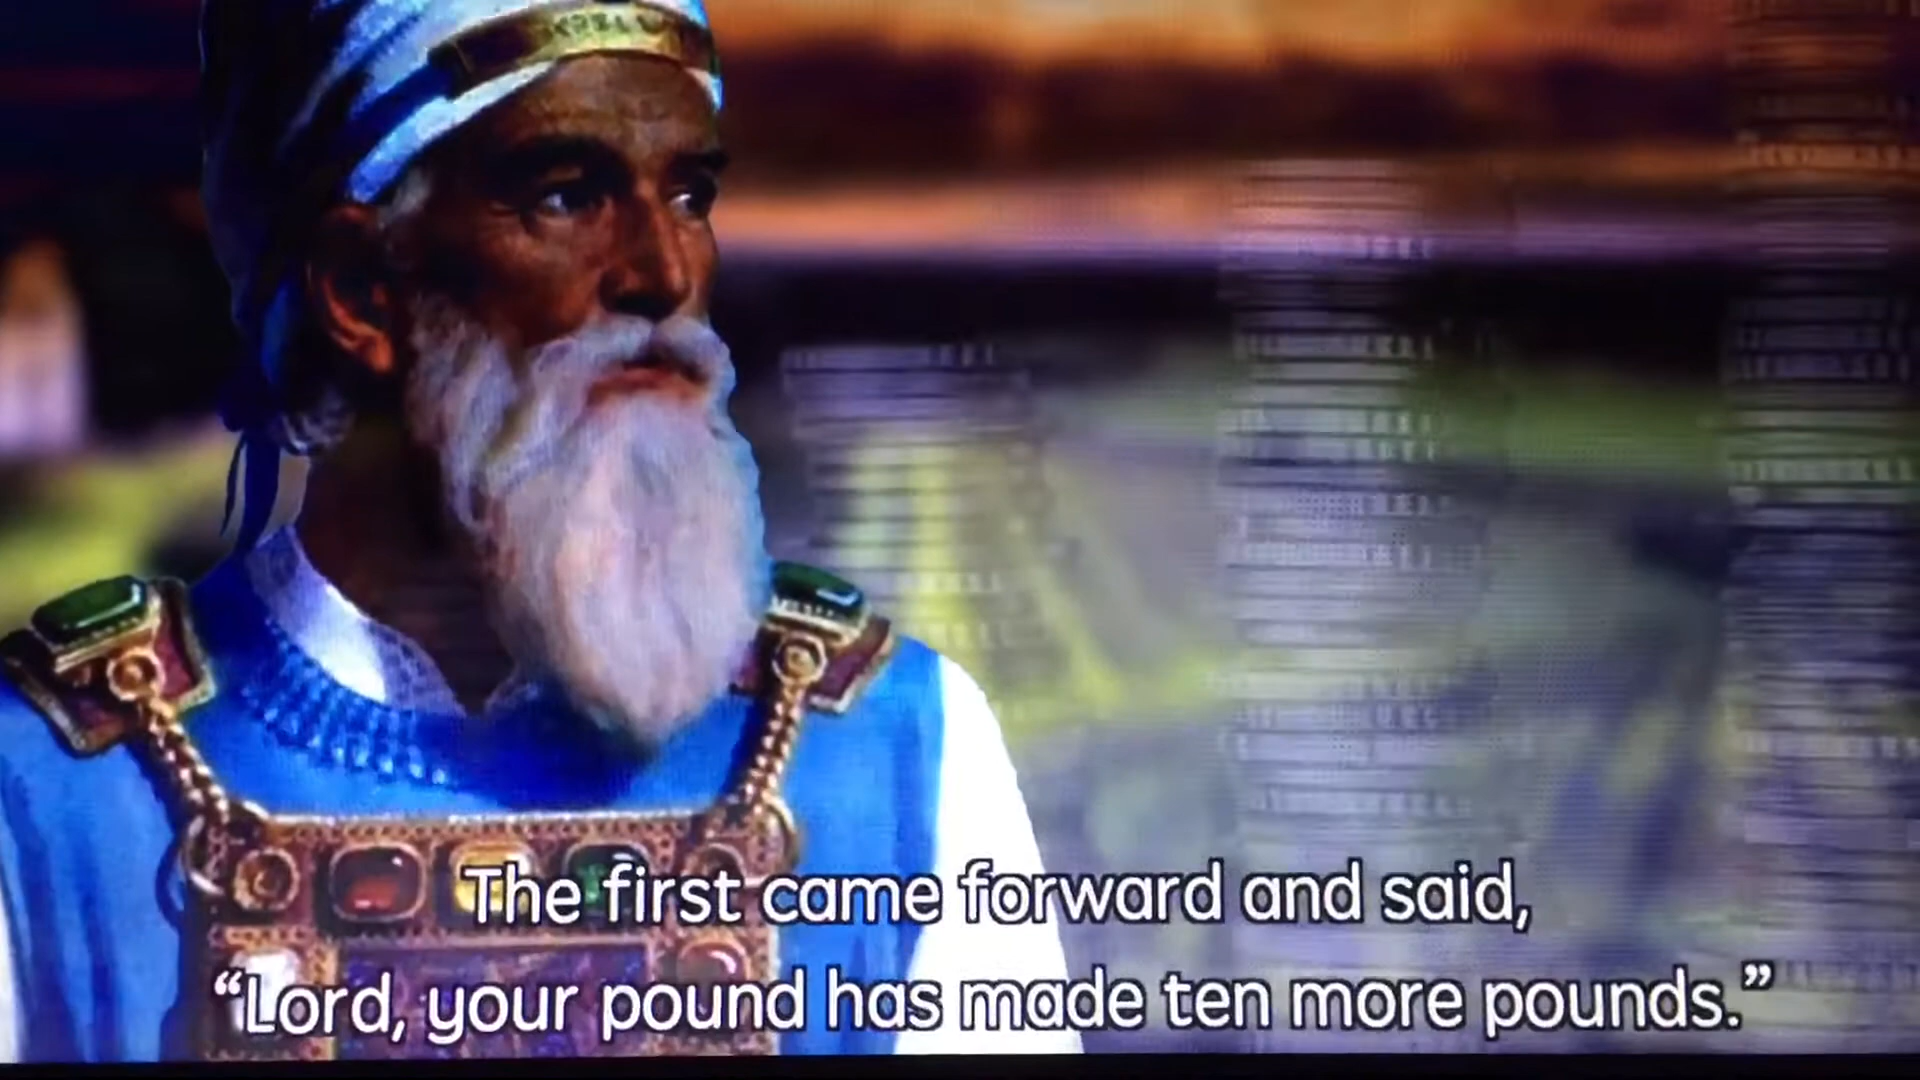 The first came forward and said,
“Lord, your pound has made ten more pounds.”